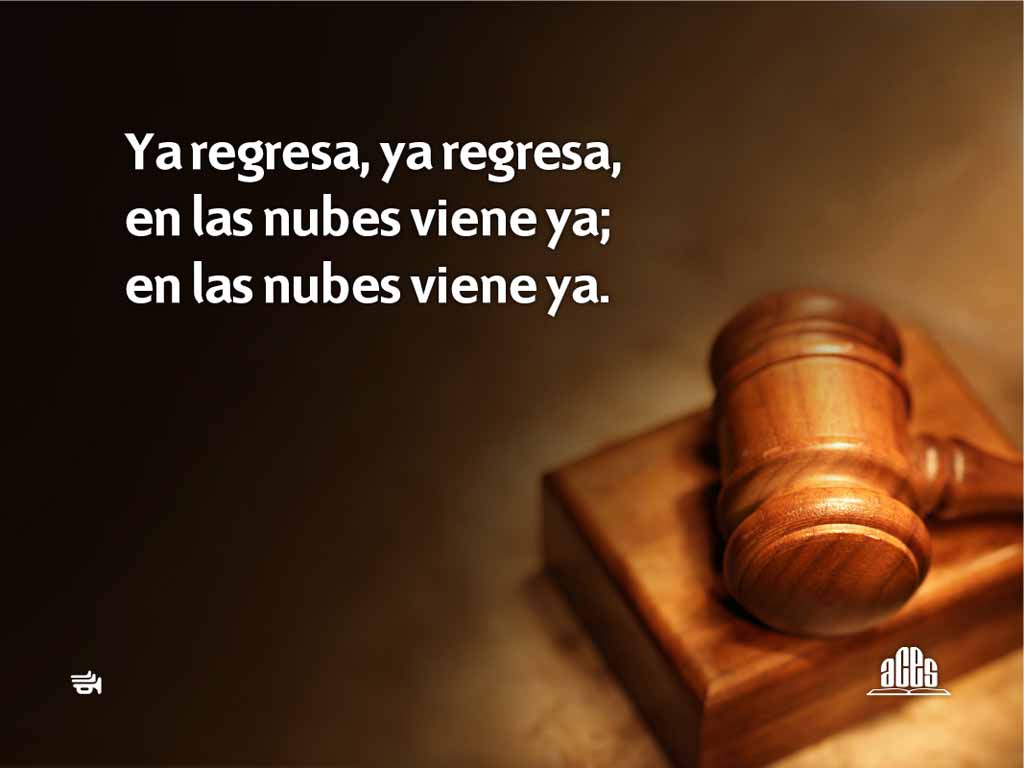 Ya regresa, ya regresa,
en las nubes viene ya;
en las nubes viene ya.
aces